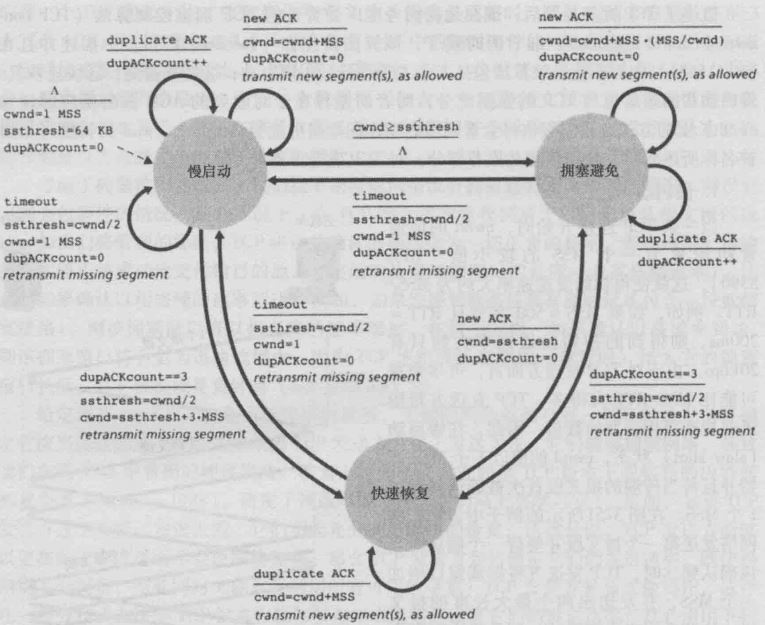 duplicate ACK
dupACKcount++
new ACK
cwnd=cwnd+MSS
dupACKcount=0
transmit new segment(s), as allowed
new ACK
cwnd=cwnd+MSS·(MSS/cwnd)
dupACKcount=0
transmit new segment(s), as allowed
Λ
cwnd=1 MSS
ssthresh=64 KB
dupACKcount=0
cwnd≥ssthresh
Λ
慢启动
拥塞避免
timeout
ssthresh=cwnd/2
cwnd=1 MSS
dupACKcount=0
retransmit missing segment
timeout
ssthresh=cwnd/2
cwnd=1 MSS
dupACKcount=0
retransmit missing segment
duplicate ACK
dupACKcount++
timeout
ssthresh=cwnd/2
cwnd=1
dupACKcount=0
retransmit missing segment
new ACK
cwnd=ssthresh
dupACKcount=0
dupACKcount==3
ssthresh=cwnd/2
cwnd=ssthresh+3·MSS
retransmit missing segment
dupACKcount==3
ssthresh=cwnd/2
cwnd=ssthresh+3·MSS
retransmit missing segment
快速恢复
duplicate ACK
cwnd=cwnd+MSS
transmit new segment(s), as allowed